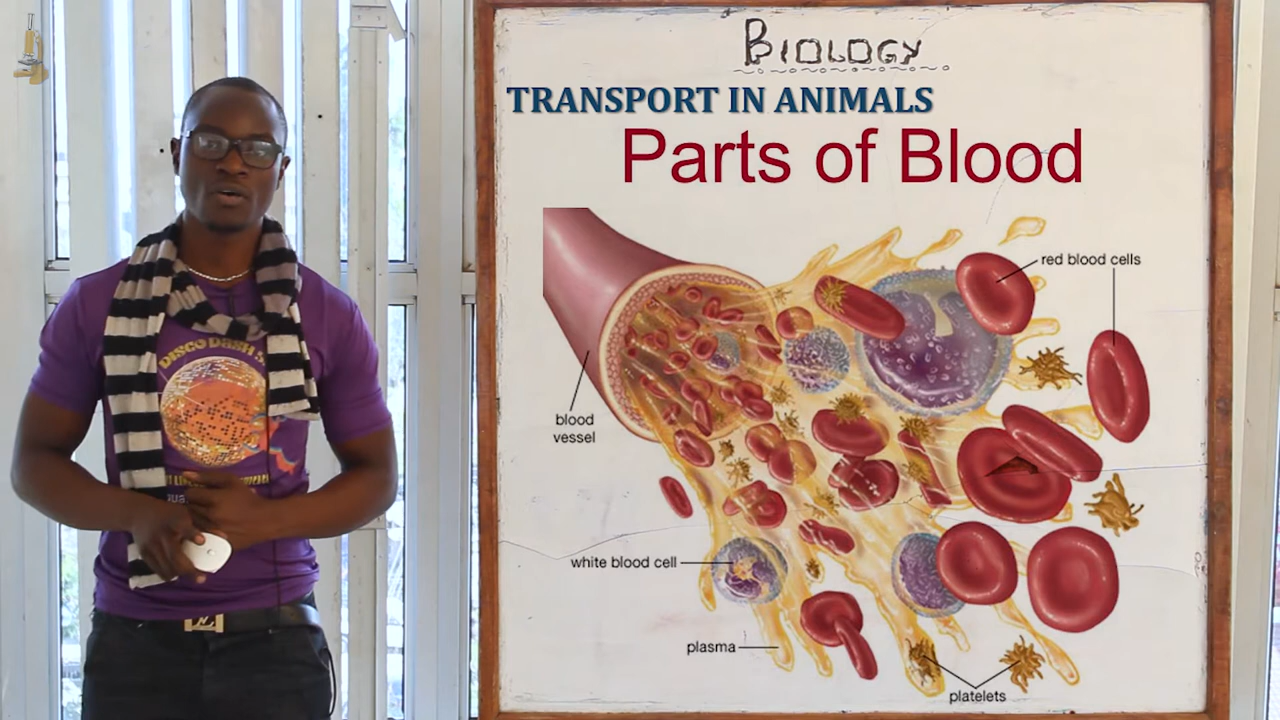 BIOLOGY
TRANSPORT IN ANIMALS
Parts of Blood
red blood cells
blood
vessel
white blood cell
plasma
platelets
DISCO DASH